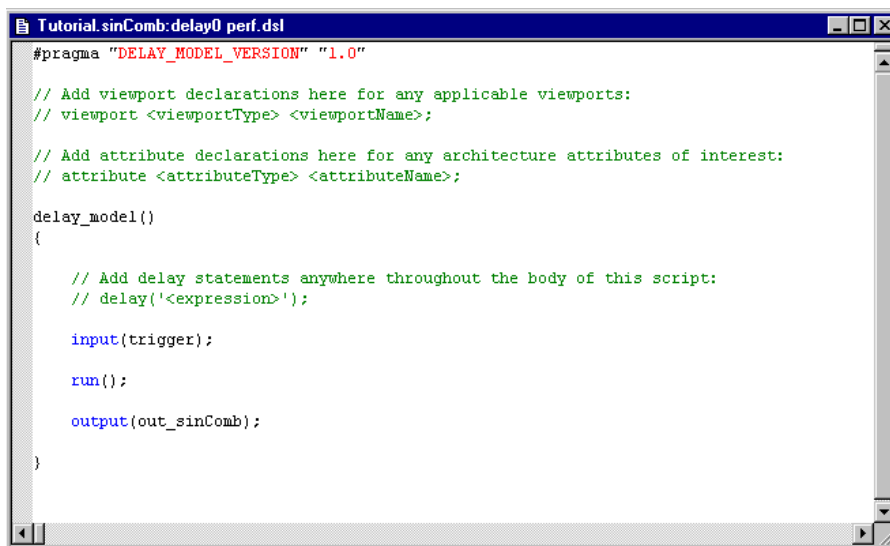 Tutorial.sinComb:delay0 perf.dsl
#pragma "DELAY_MODEL_VERSION" "1.0"
// Add viewport declarations here for any applicable viewports:
// viewport <viewportType> <viewportName>;
// Add attribute declarations here for any architecture attributes of interest:
// attribute <attributeType> <attributeName>;
delay_model()
{
// Add delay statements anywhere throughout the body of this script:
// delay('<expression>');
input(trigger);
run();
output(out_sinComb);
}